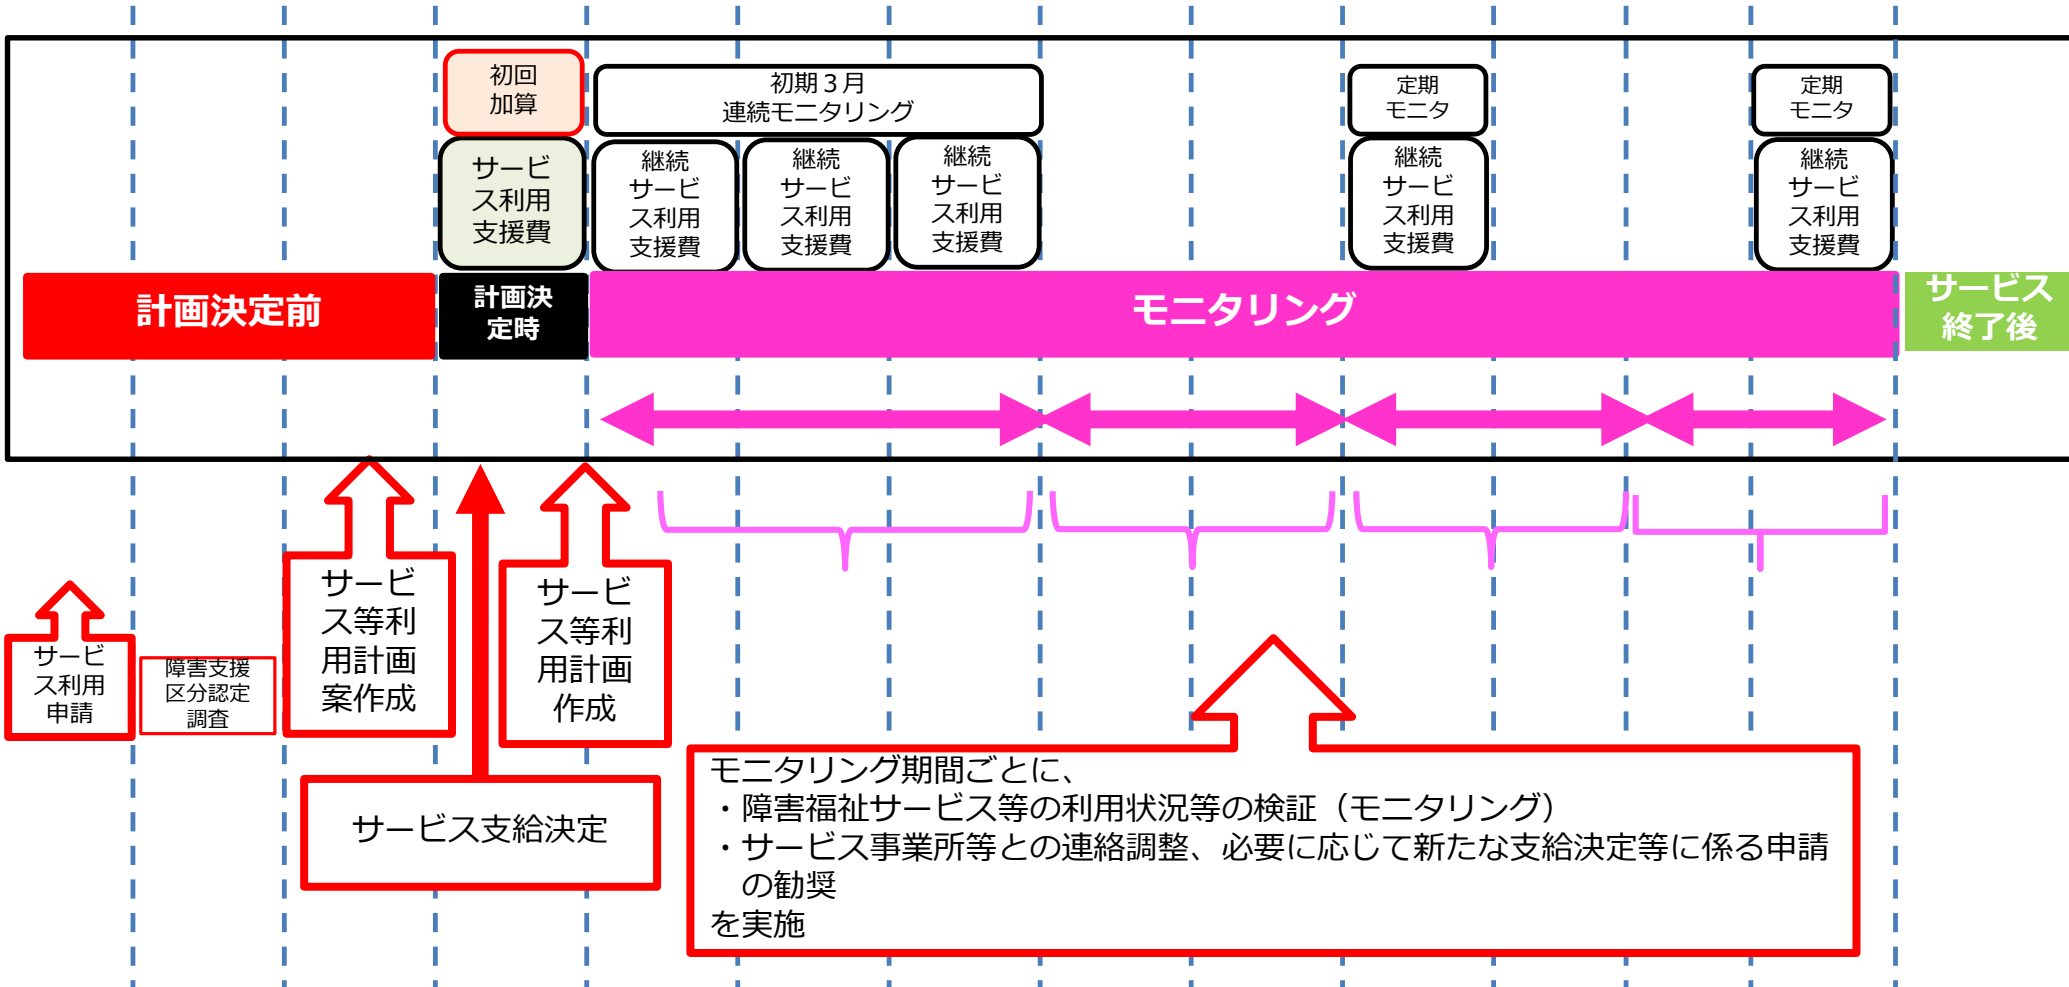 初回
加算
初期３月
連続モニタリング
定期
モニタ
定期
モニタ
サービ
ス利用
支援費
継続
サービ
ス利用
支援費
継続
サービ
ス利用
支援費
継続
サービ
ス利用
支援費
継続
サービ
ス利用
支援費
継続
サービ
ス利用
支援費
計画決定前
計画決
定時
モニタリング
サービス
終了後
サービ
ス利用
申請
障害支援
区分認定
調査
サービ
ス等利
用計画
案作成
サービ
ス等利
用計画
作成
サービス支給決定
モニタリング期間ごとに、
・障害福祉サービス等の利用状況等の検証（モニタリング）
・サービス事業所等との連絡調整、必要に応じて新たな支給決定等に係る申請
の勧奨
を実施